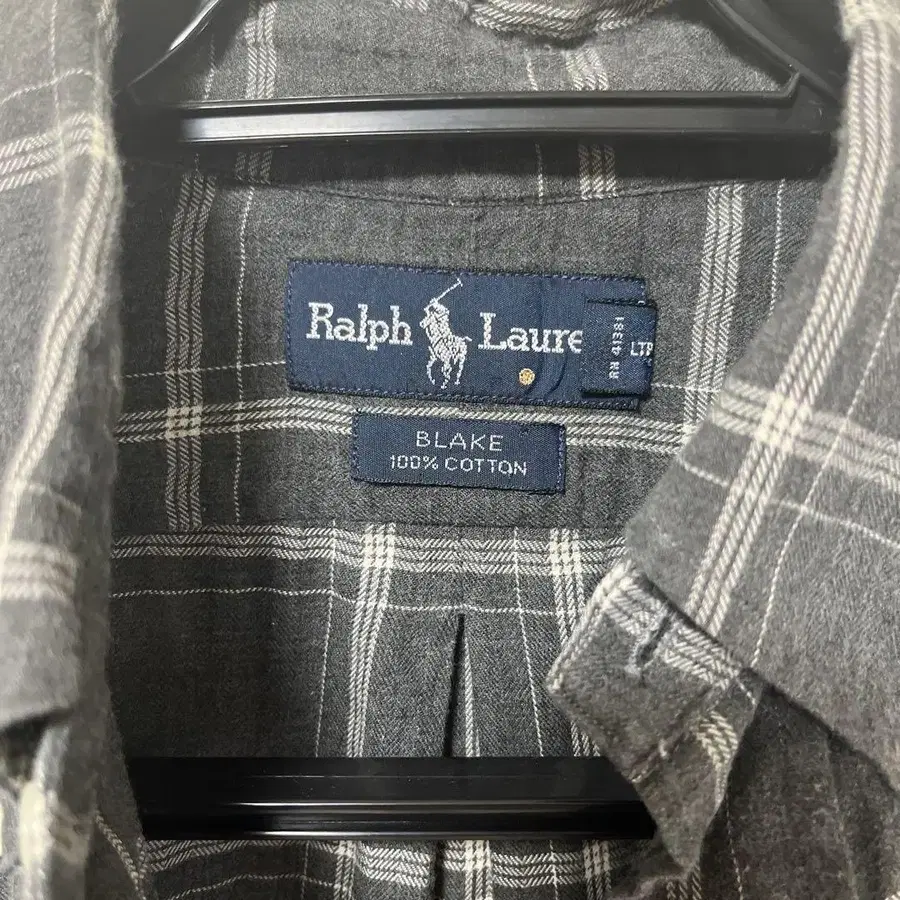 Ralph Laure
RN 41381
LTP
BLAKE
100% COTTON